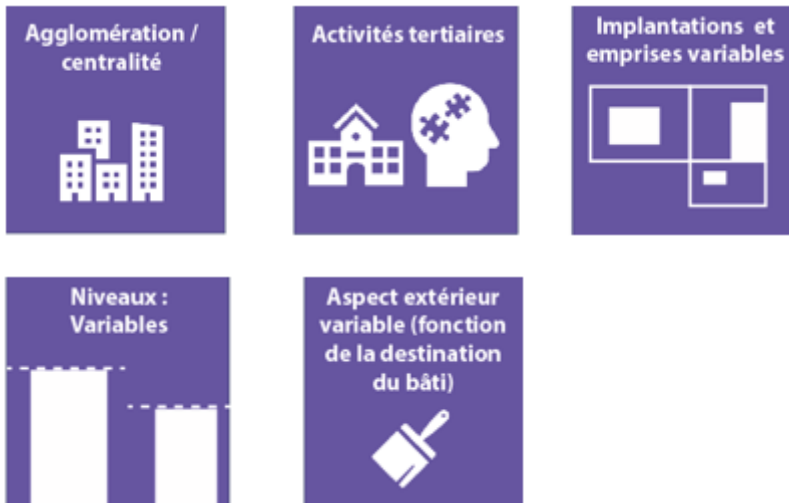 Agglomération /
centralité
Activités tertiaires
Implantations et
emprises variables
Niveaux :
Variables
Aspect extérieur
variable (fonction
de la destination
du bâti)